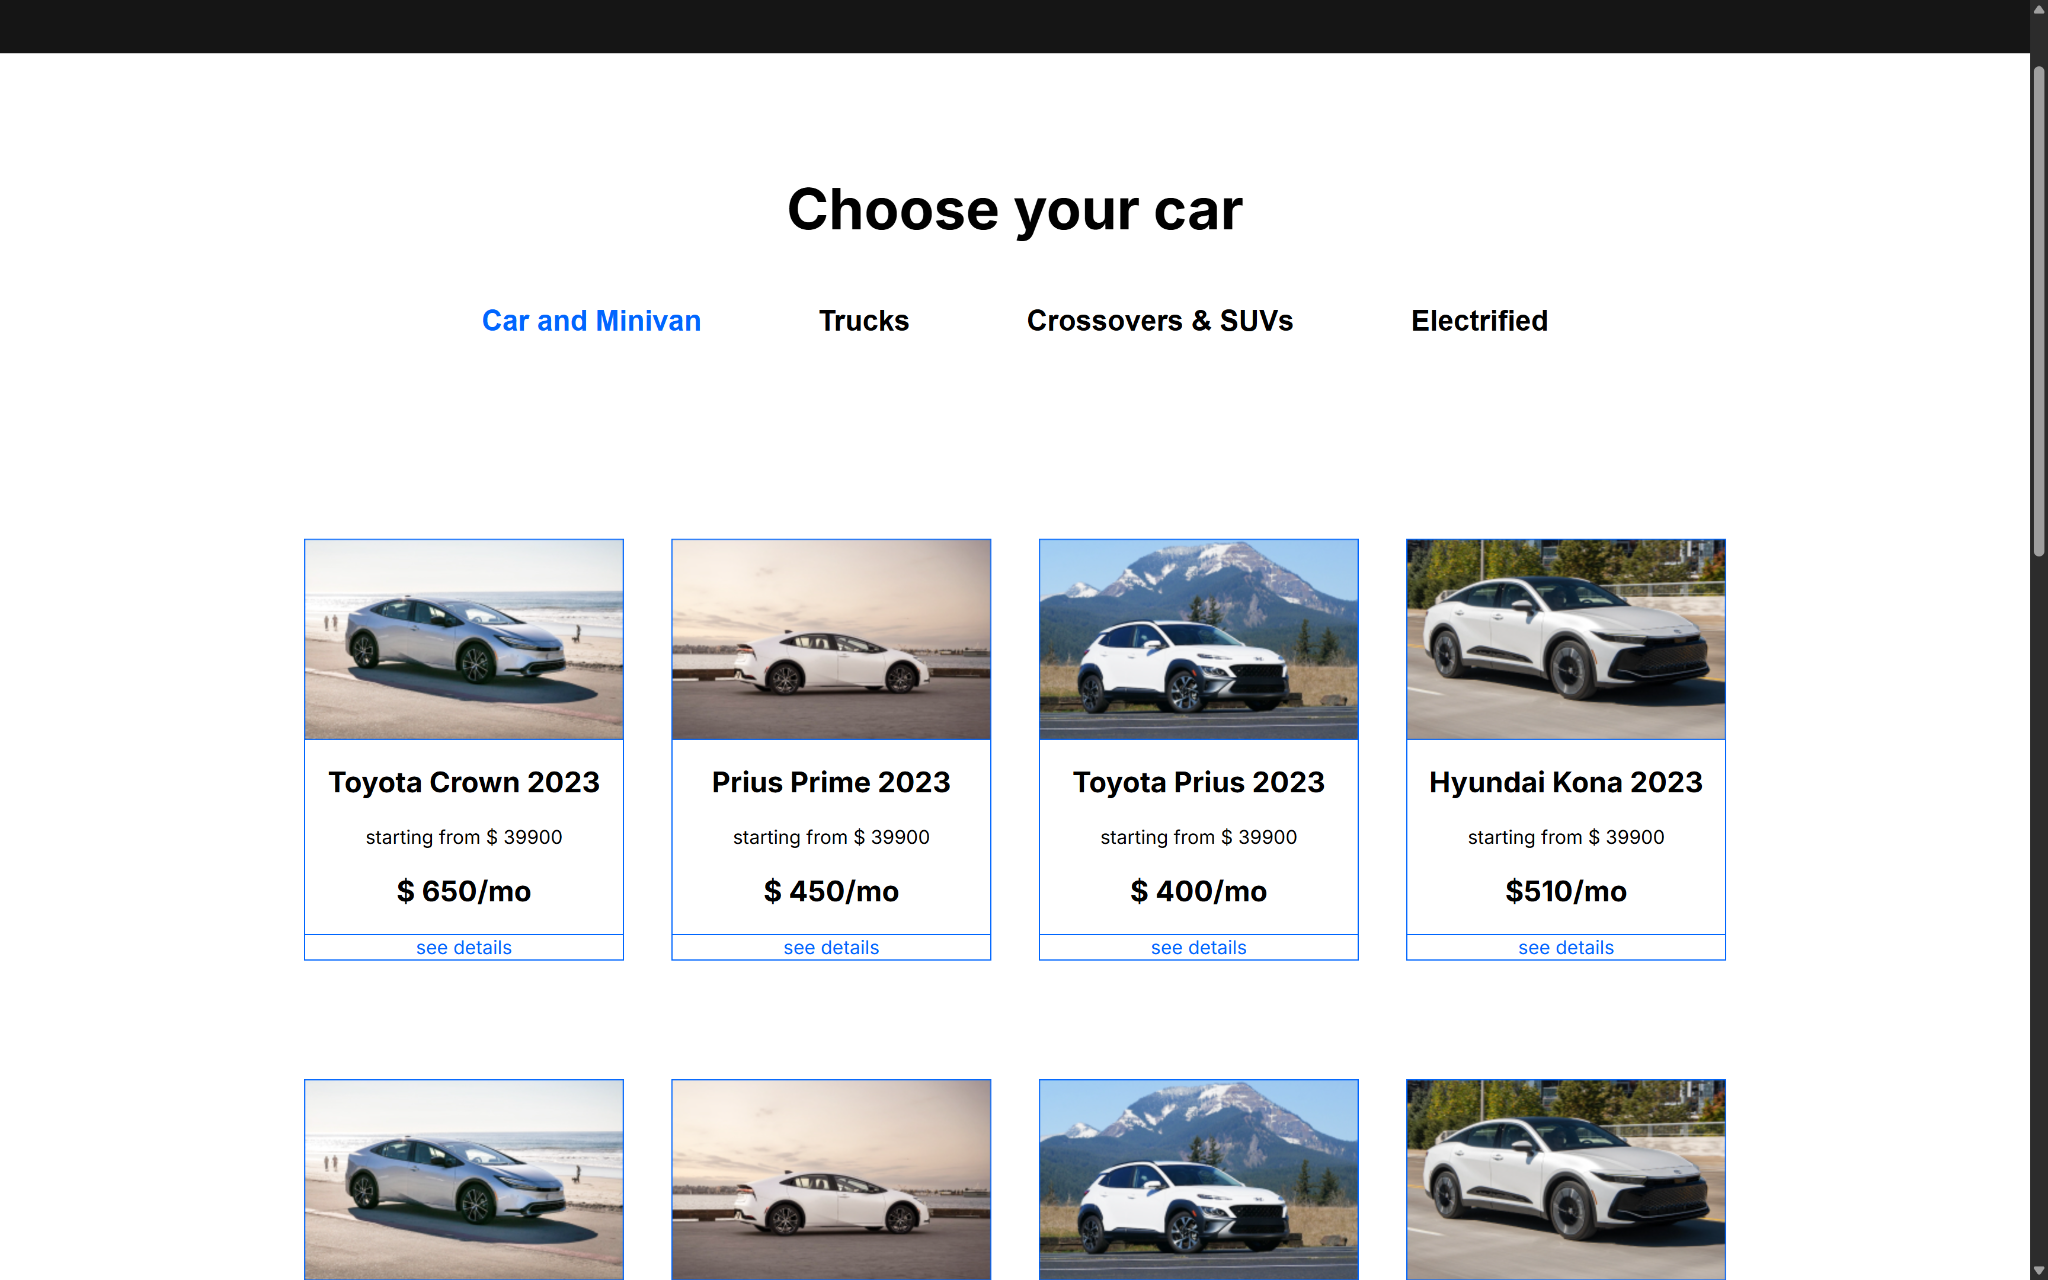 Choose your car
Car and Minivan
Trucks
Crossovers & SUVs
Electrified
Toyota Crown 2023
starting from $ 39900
$ 650/mo
see details
Prius Prime 2023
starting from $ 39900
$ 450/mo
see details
Toyota Prius 2023
starting from $ 39900
$ 400/mo
see details
Hyundai Kona 2023
starting from $ 39900
$510/mo
see details